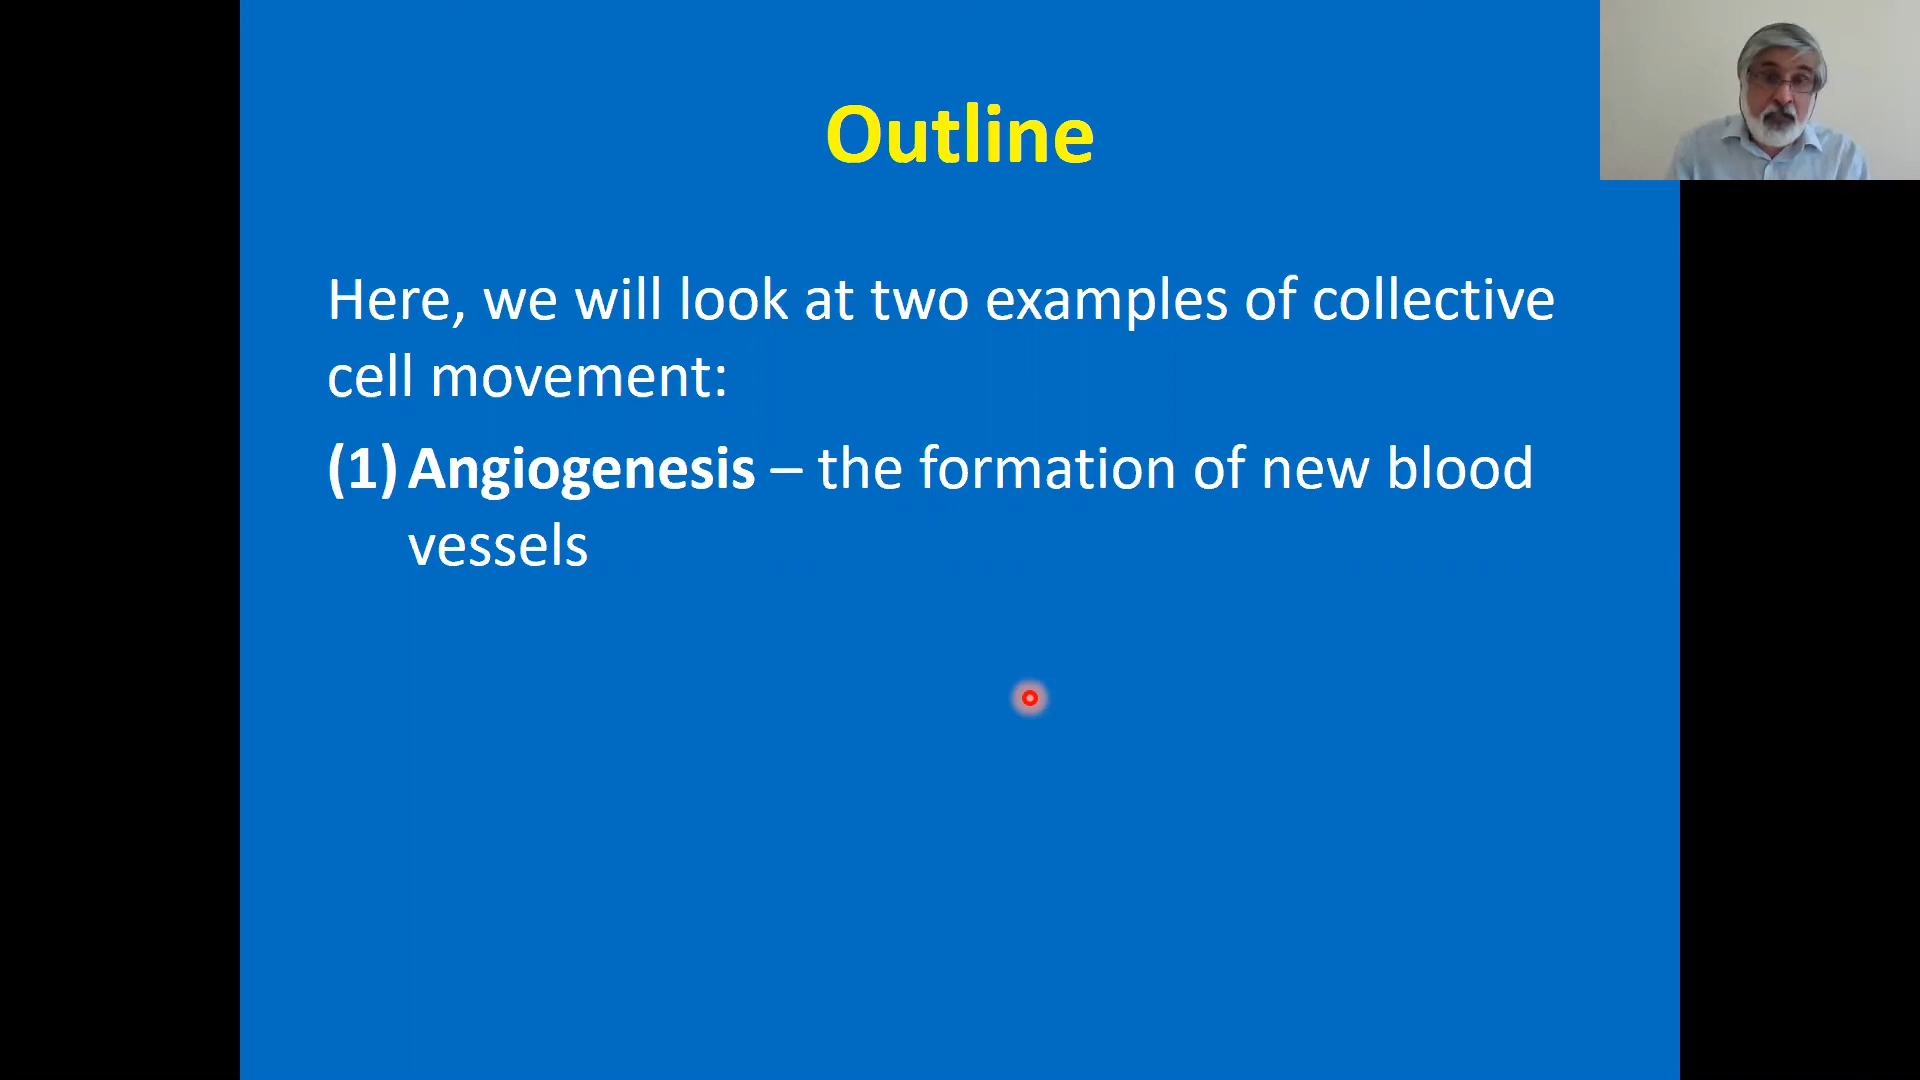 Outline
Here, we will look at two examples of collective
cell movement:
(1) Angiogenesis – the formation of new blood
vessels